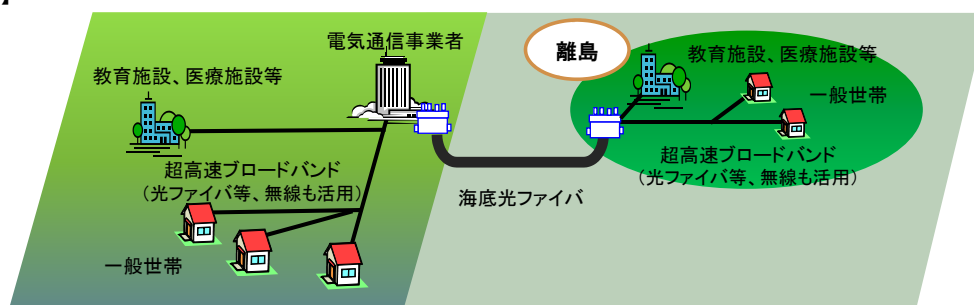 電気通信事業者
教育施設、医療施設等
超高速ブロードバンド
（光ファイバ等、無線も活用）
一般世帯
海底光ファイバ
離島
教育施設、医療施設等
一般世帯
超高速ブロードバンド
（光ファイバ等、無線も活用）